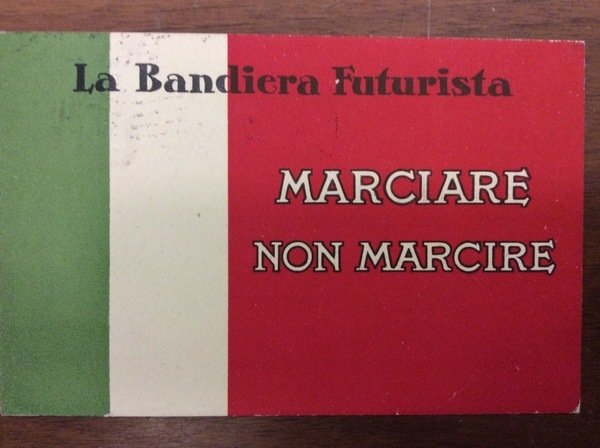 La Bandiera Futurista
MARCIARE
NON MARCIRE